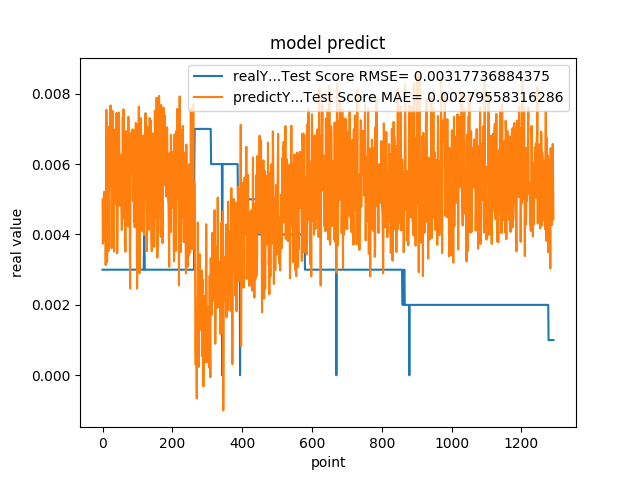 model predict
realY...Test Score RMSE= 0.00317736884375
predictY...Test Score MAE= 0.00279558316286
0.008
0.006
0.004
0.002
0.000
real value
0 200 400 600 800 1000 1200
point